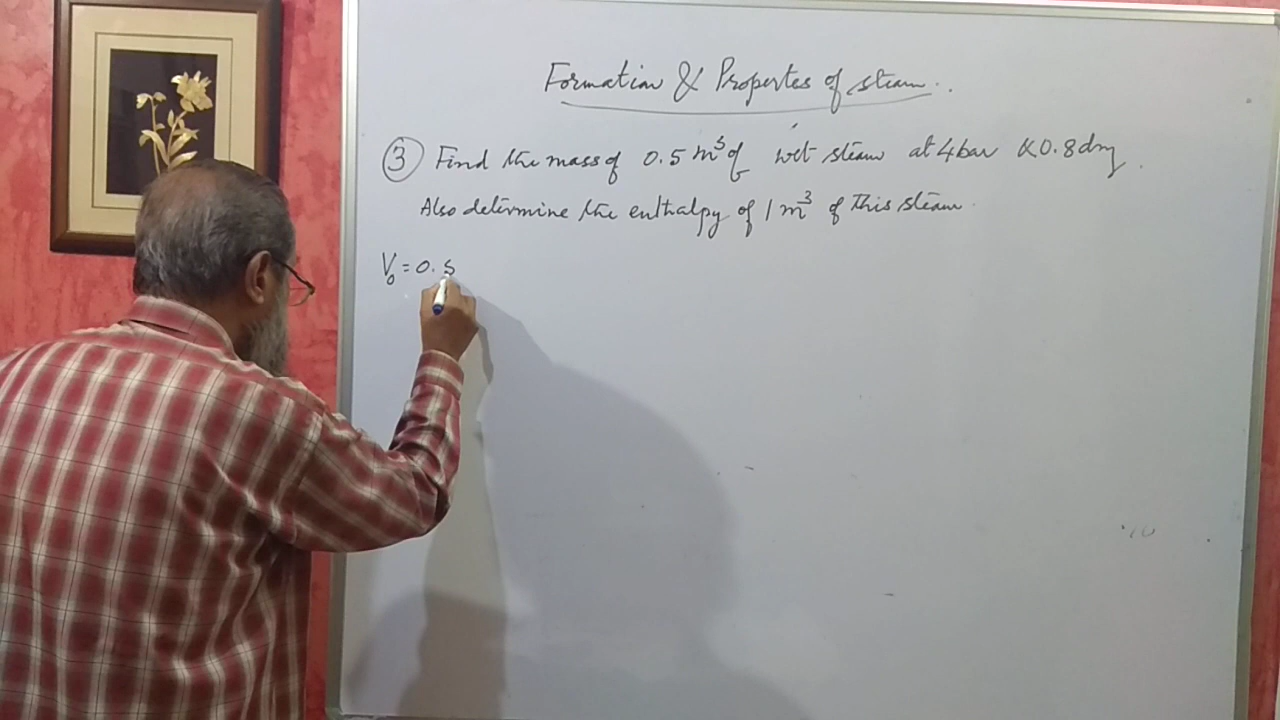 Formation & Properties of steam..
③ Find the mass of 0.5 m³ of wet steam at 4 bar & 0.8 dry.
Also determine the enthalpy of 1 m³ of this steam.
V₀ = 0.5